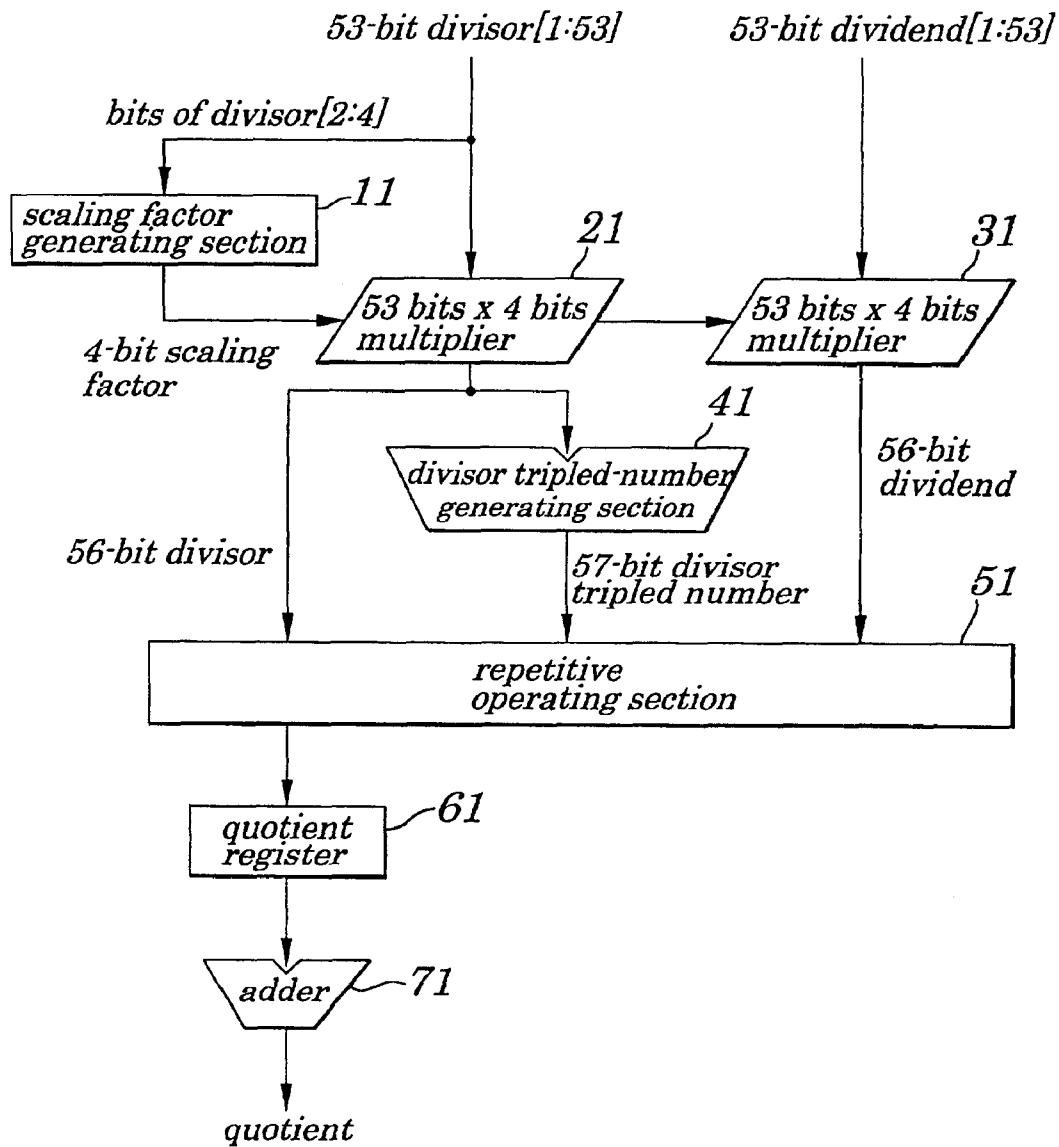 53-bit divisor[1:53]
53-bit dividend[1:53]
bits of divisor[2:4]
11
scaling factor
generating section
21
31
53 bits x 4 bits
multiplier
53 bits x 4 bits
multiplier
4-bit scaling
factor
41
divisor tripled-number
generating section
56-bit
dividend
56-bit divisor
57-bit divisor
tripled number
51
repetitive
operating section
61
quotient
register
71
adder
quotient